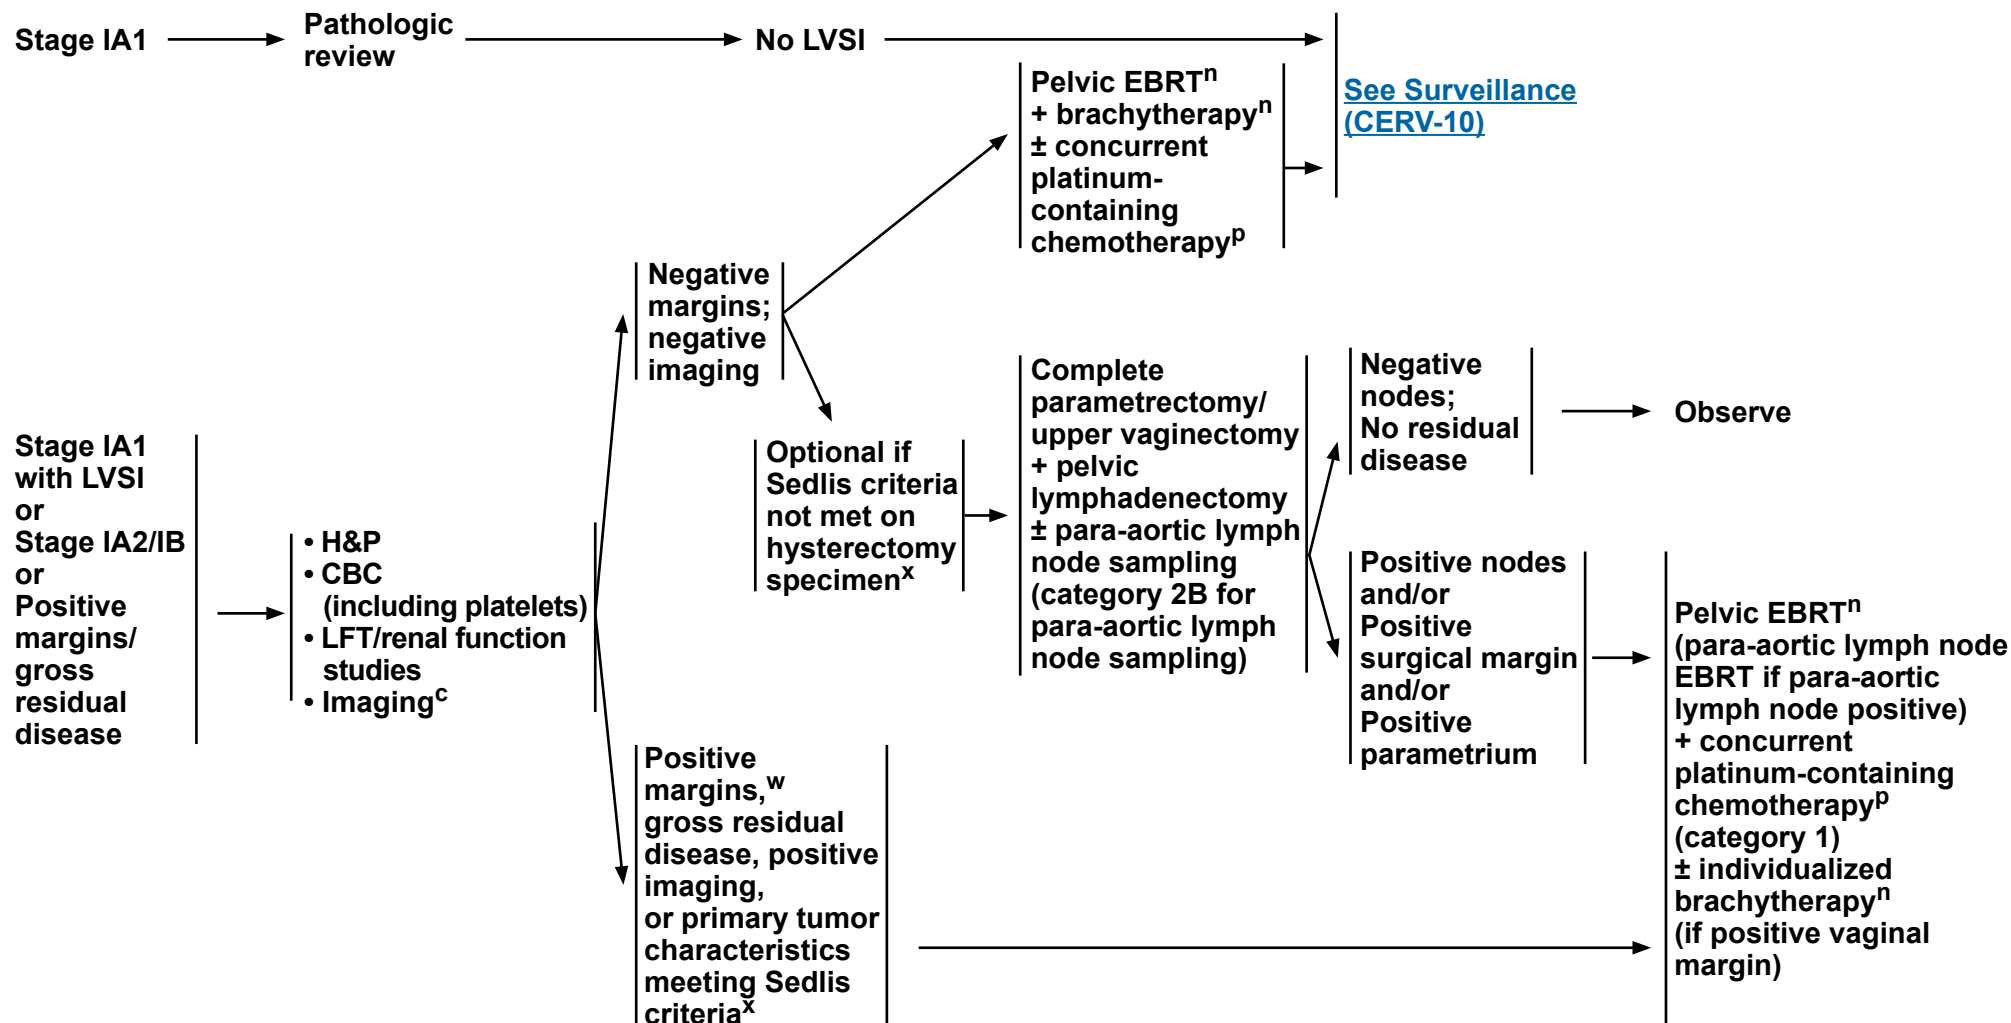 Stage IA1
Pathologic
review
No LVSI
Pelvic EBRTⁿ
+ brachytherapyⁿ
± concurrent
platinum-
containing
chemotherapyᵖ
See Surveillance
(CERV-10)
Stage IA1
with LVSI
or
Stage IA2/IB
or
Positive
margins/
gross
residual
disease
• H&P
• CBC
(including platelets)
• LFT/renal function
studies
• Imagingᶜ
Negative
margins;
negative
imaging
Optional if
Sedlis criteria
not met on
hysterectomy
specimenˣ
Complete
parametrectomy/
upper vaginectomy
+ pelvic
lymphadenectomy
± para-aortic lymph
node sampling
(category 2B for
para-aortic lymph
node sampling)
Negative
nodes;
No residual
disease
Observe
Positive nodes
and/or
Positive
surgical margin
and/or
Positive
parametrium
Positive
margins,ʷ
gross residual
disease, positive
imaging,
or primary tumor
characteristics
meeting Sedlis
criteriaˣ
Pelvic EBRTⁿ
(para-aortic lymph node
EBRT if para-aortic
lymph node positive)
+ concurrent
platinum-containing
chemotherapyᵖ
(category 1)
± individualized
brachytherapyⁿ
(if positive vaginal
margin)